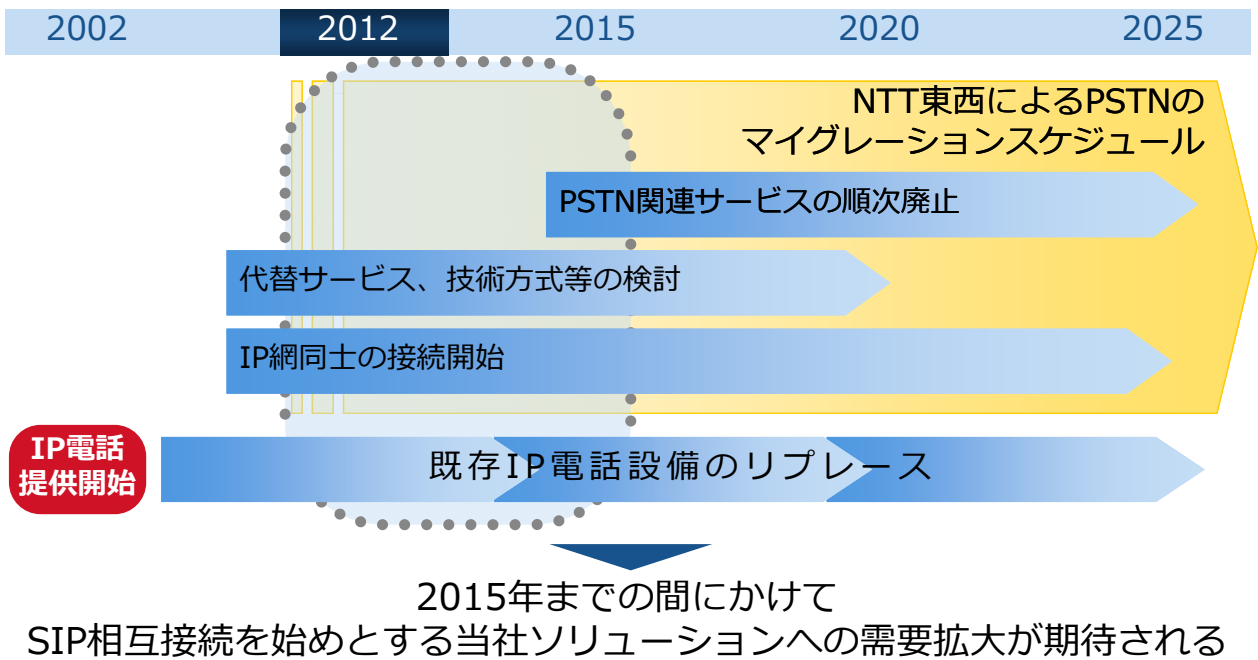 2002 2012 2015 2020 2025
NTT東西によるPSTNの
マイグレーションスケジュール
PSTN関連サービスの順次廃止
代替サービス、技術方式等の検討
IP網同士の接続開始
IP電話
提供開始
既存IP電話設備のリプレース
2015年までの間にかけて
SIP相互接続を始めとする当社ソリューションへの需要拡大が期待される